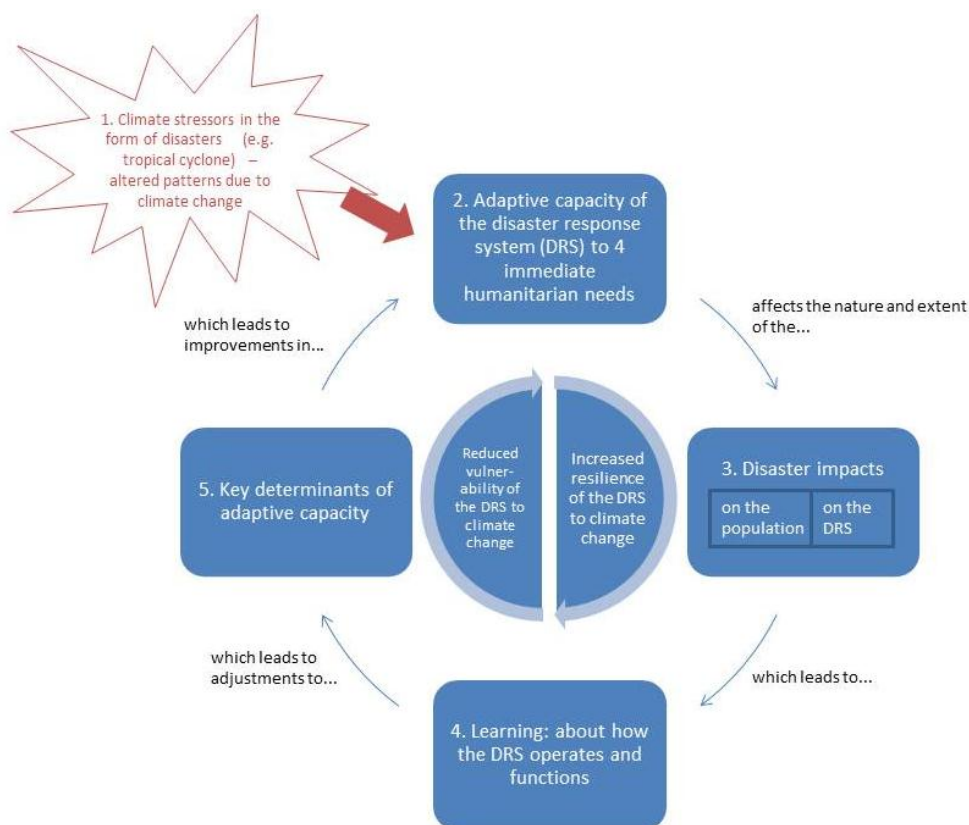 1. Climate stressors in the
form of disasters (e.g.
tropical cyclone) –
altered patterns due to
climate change
2. Adaptive capacity of
the disaster response
system (DRS) to 4
immediate
humanitarian needs
which leads to
improvements in...
affects the nature and extent
of the...
5. Key determinants of
adaptive capacity
Reduced
vulner-
ability of
the DRS to
climate
change
Increased
resilience
of the DRS
to climate
change
3. Disaster impacts
on the
population
on the
DRS
which leads to
adjustments to...
which leads to...
4. Learning: about how
the DRS operates and
functions